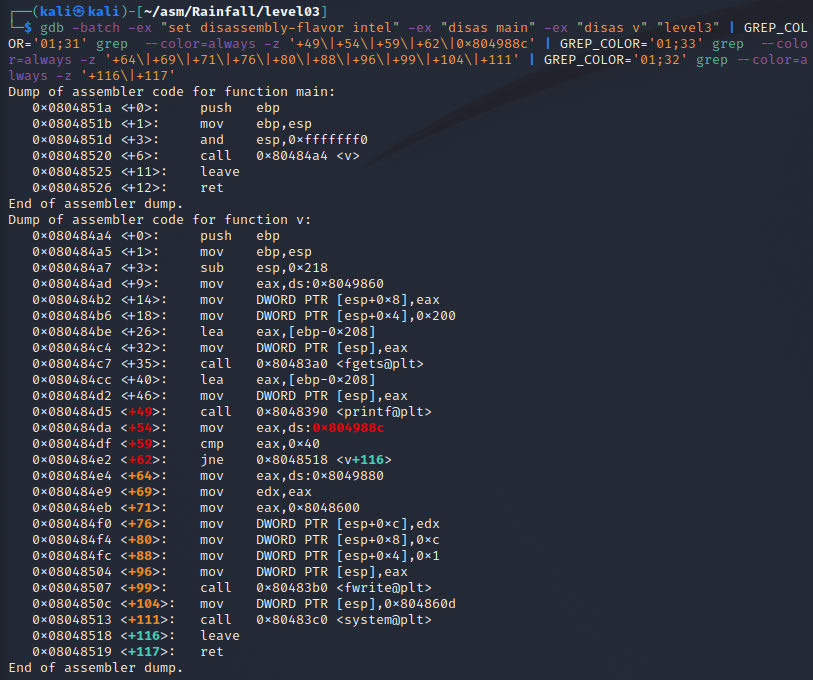 ┌──(kali㉿kali)-[~/asm/Rainfall/level03]
└─$ gdb -batch -ex "set disassembly-flavor intel" -ex "disas main" -ex "disas v" "level3" | GREP_COL
OR='01;31' grep  --color=always -z '+49\|+54\|+59\|+62\|0×804988c' | GREP_COLOR='01;33' grep  --colo
r=always -z '+64\|+69\|+71\|+76\|+80\|+88\|+96\|+99\|+104\|+111' | GREP_COLOR='01;32' grep --color=a
lways -z '+116\|+117'
Dump of assembler code for function main:
   0×0804851a <+0>:     push   ebp
   0×0804851b <+1>:     mov    ebp,esp
   0×0804851d <+3>:     and    esp,0×fffffff0
   0×08048520 <+6>:     call   0×80484a4 <v>
   0×08048525 <+11>:    leave
   0×08048526 <+12>:    ret
End of assembler dump.
Dump of assembler code for function v:
   0×080484a4 <+0>:     push   ebp
   0×080484a5 <+1>:     mov    ebp,esp
   0×080484a7 <+3>:     sub    esp,0×218
   0×080484ad <+9>:     mov    eax,ds:0×8049860
   0×080484b2 <+14>:    mov    DWORD PTR [esp+0×8],eax
   0×080484b6 <+18>:    mov    DWORD PTR [esp+0×4],0×200
   0×080484be <+26>:    lea    eax,[ebp-0×208]
   0×080484c4 <+32>:    mov    DWORD PTR [esp],eax
   0×080484c7 <+35>:    call   0×80483a0 <fgets@plt>
   0×080484cc <+40>:    lea    eax,[ebp-0×208]
   0×080484d2 <+46>:    mov    DWORD PTR [esp],eax
   0×080484d5 <+49>:    call   0×8048390 <printf@plt>
   0×080484da <+54>:    mov    eax,ds:0×804988c
   0×080484df <+59>:    cmp    eax,0×40
   0×080484e2 <+62>:    jne    0×8048518 <v+116>
   0×080484e4 <+64>:    mov    eax,ds:0×8049880
   0×080484e9 <+69>:    mov    edx,eax
   0×080484eb <+71>:    mov    eax,0×8048600
   0×080484f0 <+76>:    mov    DWORD PTR [esp+0×c],edx
   0×080484f4 <+80>:    mov    DWORD PTR [esp+0×8],0×c
   0×080484fc <+88>:    mov    DWORD PTR [esp+0×4],0×1
   0×08048504 <+96>:    mov    DWORD PTR [esp],eax
   0×08048507 <+99>:    call   0×80483b0 <fwrite@plt>
   0×0804850c <+104>:   mov    DWORD PTR [esp],0×804860d
   0×08048513 <+111>:   call   0×80483c0 <system@plt>
   0×08048518 <+116>:   leave
   0×08048519 <+117>:   ret
End of assembler dump.